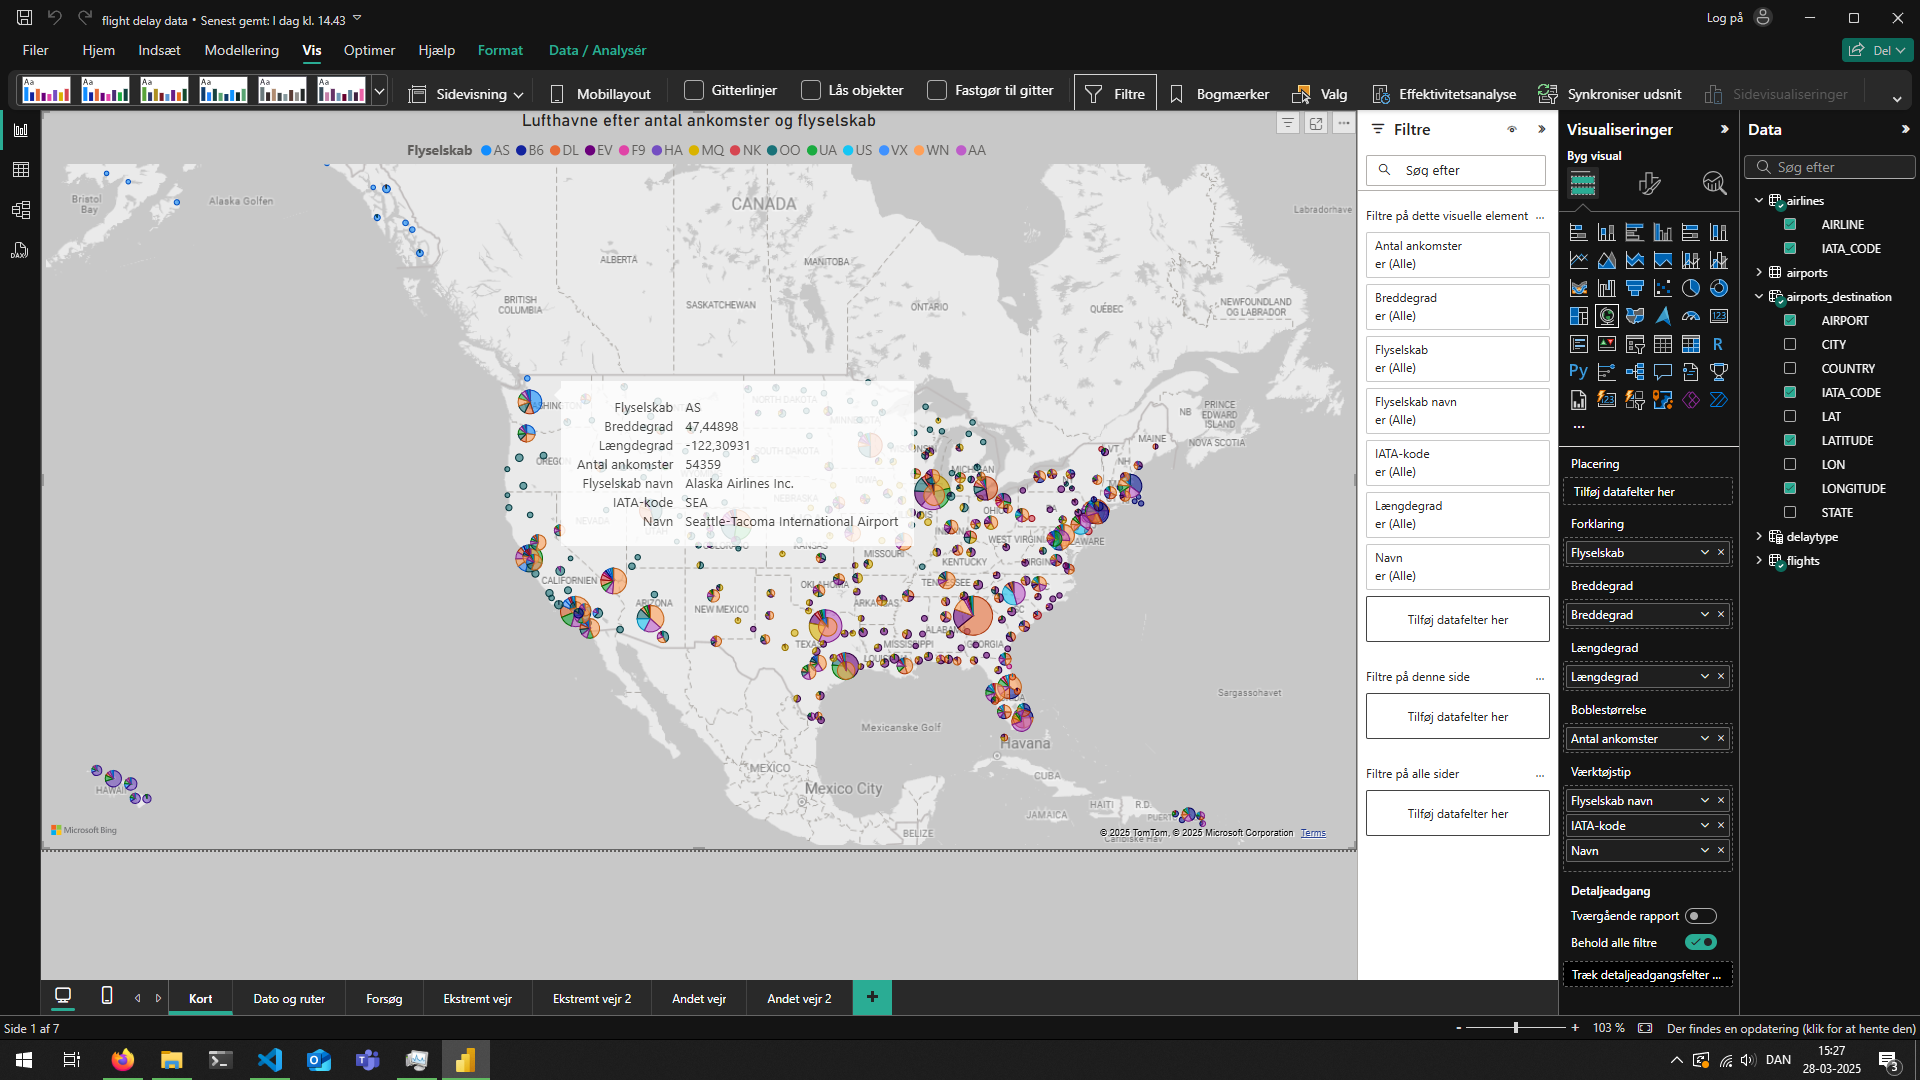 flight delay data • Senest gemt: I dag kl. 14.43
Log på
Filer Hjem Indsæt Modellering Vis Optimer Hjælp Format Data / Analysér
Del
Aa Aa Aa Aa Aa Aa
Sidevisning Mobillayout Gitterlinjer Lås objekter Fastgør til gitter Filtre Bogmærker Valg Effektivitetsanalyse Synkroniser udsnit Sidevisualiseringer
Lufthavne efter antal ankomster og flyselskab
Flyselskab AS B6 DL EV F9 HA MQ NK OO UA US VX WN AA
Bristol
Bay
Alaska Golfen
CANADA
Labradorhave
ALBERTA
MANITOBA
BRITISH
COLUMBIA
SASKATCHEWAN
ONTARIO
QUÉBEC
NEWFOUNDLAND
OG LABRADOR
NB
PRINCE
EDWARD
ISLAND
NOVA SCOTIA
MAINE
VT
NH
NORTH DAKOTA
SOUTH DAKOTA
IOWA
NEBRASKA
NEVADA
Flyselskab AS
Breddegrad 47,44898
Længdegrad -122,30931
Antal ankomster 54359
Flyselskab navn Alaska Airlines Inc.
IATA-kode SEA
Navn Seattle-Tacoma International Airport
MICHIGAN
WEST VIRGINIA
MISSOURI
KENTUCKY
CALIFORNIEN
ARIZONA
NEW MEXICO
ARKANSAS
MISSISSIPPI
GEORGIA
Sargassohavet
Mexicanske Golf
Havana
MEXICO
Mexico City
CUBA
HAITI
R.D.
JAMAICA
BELIZE
Microsoft Bing
© 2025 TomTom, © 2025 Microsoft Corporation Terms
Filtre
Søg efter
Filtre på dette visuelle element ...
Antal ankomster
er (Alle)
Breddegrad
er (Alle)
Flyselskab
er (Alle)
Flyselskab navn
er (Alle)
IATA-kode
er (Alle)
Længdegrad
er (Alle)
Navn
er (Alle)
Tilføj datafelter her
Filtre på denne side ...
Tilføj datafelter her
Filtre på alle sider ...
Tilføj datafelter her
Visualiseringer
Byg visual
123
R
Py
123
...
Placering
Tilføj datafelter her
Forklaring
Flyselskab
Breddegrad
Breddegrad
Længdegrad
Længdegrad
Boblestørrelse
Antal ankomster
Værktøjstip
Flyselskab navn
IATA-kode
Navn
Detaljeadgang
Tværgående rapport
Behold alle filtre
Træk detaljeadgangsfelter ...
Data
Søg efter
airlines
AIRLINE
IATA_CODE
airports
airports_destination
AIRPORT
CITY
COUNTRY
IATA_CODE
LAT
LATITUDE
LON
LONGITUDE
STATE
delaytype
flights
DAX
Kort Dato og ruter Forsøg Ekstremt vejr Ekstremt vejr 2 Andet vejr Andet vejr 2 +
Side 1 af 7
- + 103 % Der findes en opdatering (klik for at hente den)
DAN
15:27
28-03-2025
3